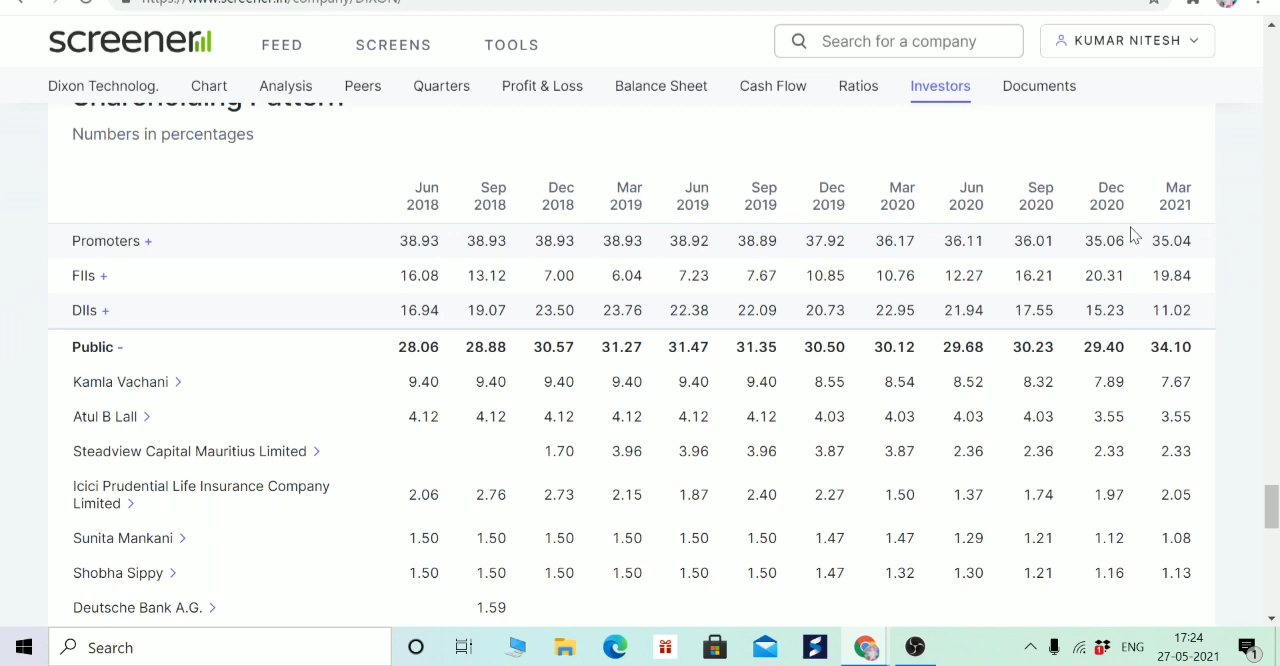 https://www.screener.in/company/DIXON/
screener
FEED SCREENS TOOLS
Search for a company
KUMAR NITESH
Dixon Technolog. Chart Analysis Peers Quarters Profit & Loss Balance Sheet Cash Flow Ratios Investors Documents
Shareholding Pattern
Numbers in percentages
Jun 2018 Sep 2018 Dec 2018 Mar 2019 Jun 2019 Sep 2019 Dec 2019 Mar 2020 Jun 2020 Sep 2020 Dec 2020 Mar 2021
Promoters + 38.93 38.93 38.93 38.93 38.92 38.89 37.92 36.17 36.11 36.01 35.06 35.04
FIIs + 16.08 13.12 7.00 6.04 7.23 7.67 10.85 10.76 12.27 16.21 20.31 19.84
DIIs + 16.94 19.07 23.50 23.76 22.38 22.09 20.73 22.95 21.94 17.55 15.23 11.02
Public - 28.06 28.88 30.57 31.27 31.47 31.35 30.50 30.12 29.68 30.23 29.40 34.10
Kamla Vachani > 9.40 9.40 9.40 9.40 9.40 9.40 8.55 8.54 8.52 8.32 7.89 7.67
Atul B Lall > 4.12 4.12 4.12 4.12 4.12 4.12 4.03 4.03 4.03 4.03 3.55 3.55
Steadview Capital Mauritius Limited > 1.70 3.96 3.96 3.96 3.87 3.87 2.36 2.36 2.33 2.33
Icici Prudential Life Insurance Company
Limited > 2.06 2.76 2.73 2.15 1.87 2.40 2.27 1.50 1.37 1.74 1.97 2.05
Sunita Mankani > 1.50 1.50 1.50 1.50 1.50 1.50 1.47 1.47 1.29 1.21 1.12 1.08
Shobha Sippy > 1.50 1.50 1.50 1.50 1.50 1.50 1.47 1.32 1.30 1.21 1.16 1.13
Deutsche Bank A.G. > 1.59
Search
ENG
17:24
27-05-2021
1